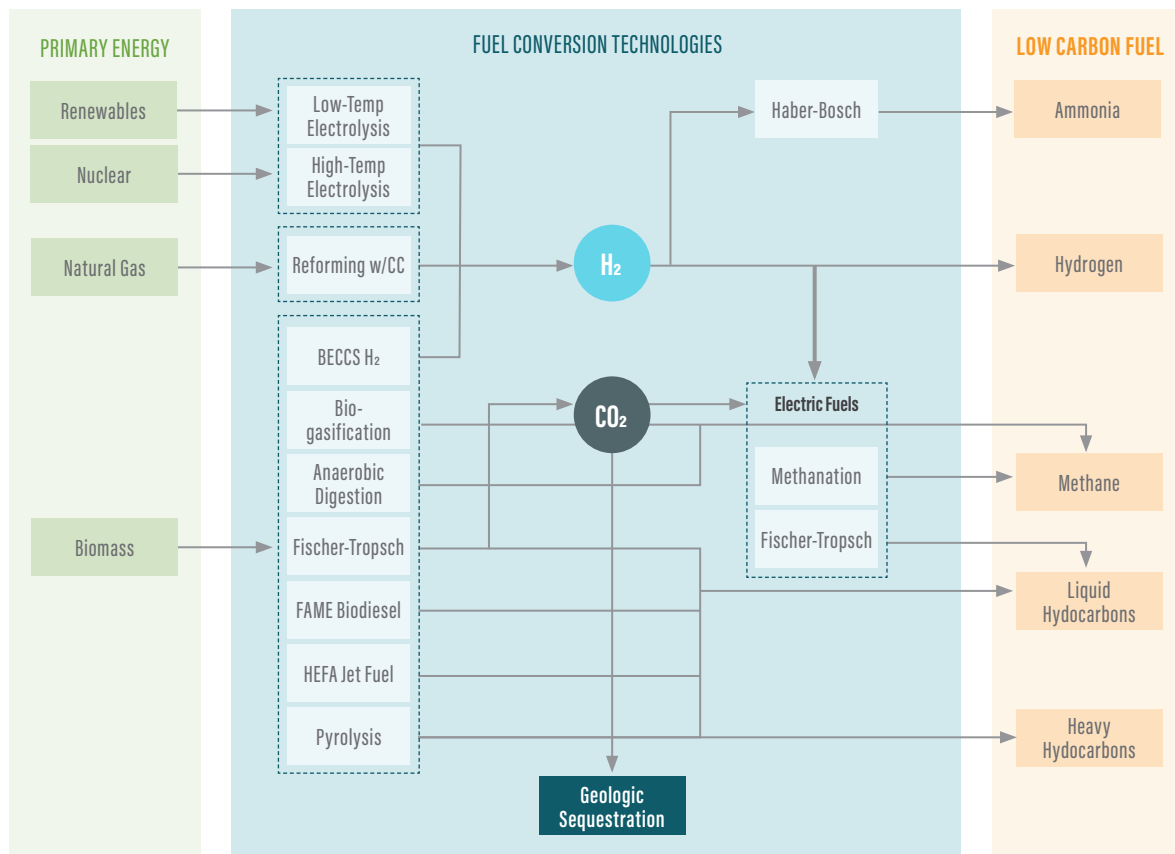 PRIMARY ENERGY
Renewables
Nuclear
Natural Gas
Biomass
FUEL CONVERSION TECHNOLOGIES
Low-Temp
Electrolysis
High-Temp
Electrolysis
Reforming w/CC
BECCS H₂
Bio-
gasification
Anaerobic
Digestion
Fischer-Tropsch
FAME Biodiesel
HEFA Jet Fuel
Pyrolysis
H₂
CO₂
Geologic
Sequestration
Haber-Bosch
Electric Fuels
Methanation
Fischer-Tropsch
LOW CARBON FUEL
Ammonia
Hydrogen
Methane
Liquid
Hydocarbons
Heavy
Hydocarbons